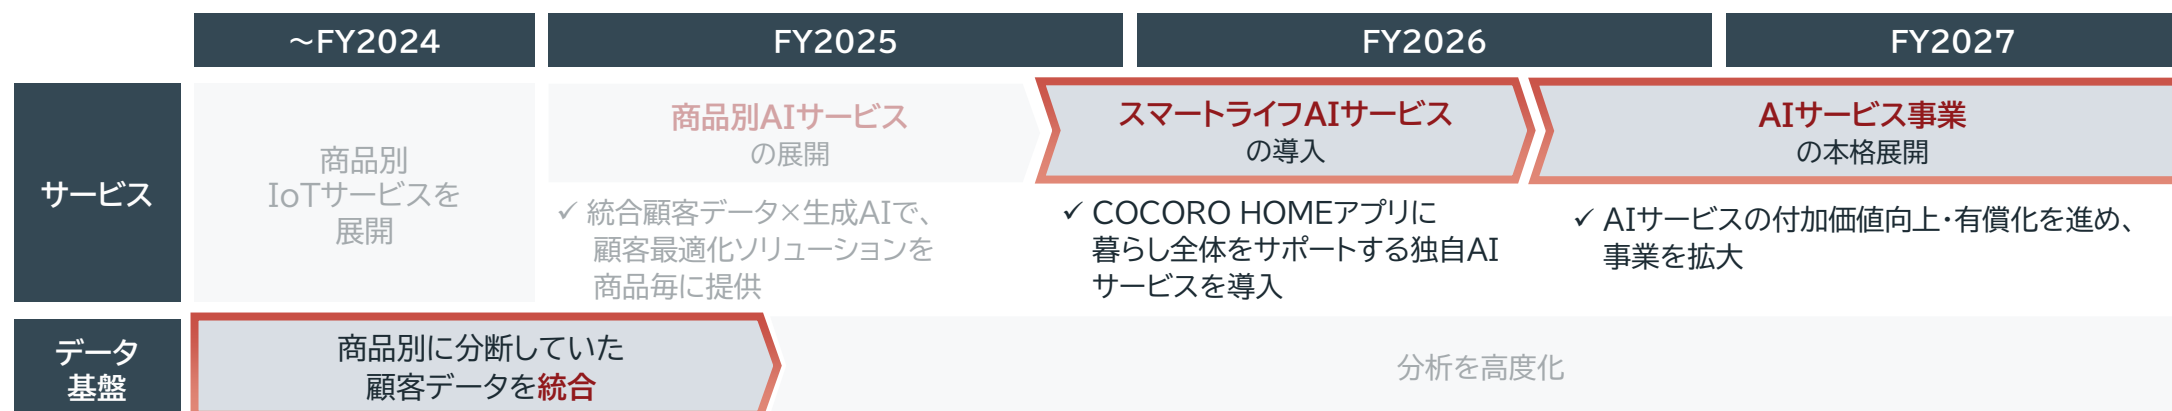 ～FY2024
FY2025
FY2026
FY2027
サービス
商品別
IoTサービスを
展開
商品別AIサービス
の展開
✓ 統合顧客データ×生成AIで、
顧客最適化ソリューションを
商品毎に提供
スマートライフAIサービス
の導入
✓ COCORO HOMEアプリに
暮らし全体をサポートする独自AI
サービスを導入
AIサービス事業
の本格展開
✓ AIサービスの付加価値向上・有償化を進め、
事業を拡大
データ
基盤
商品別に分断していた
顧客データを統合
分析を高度化